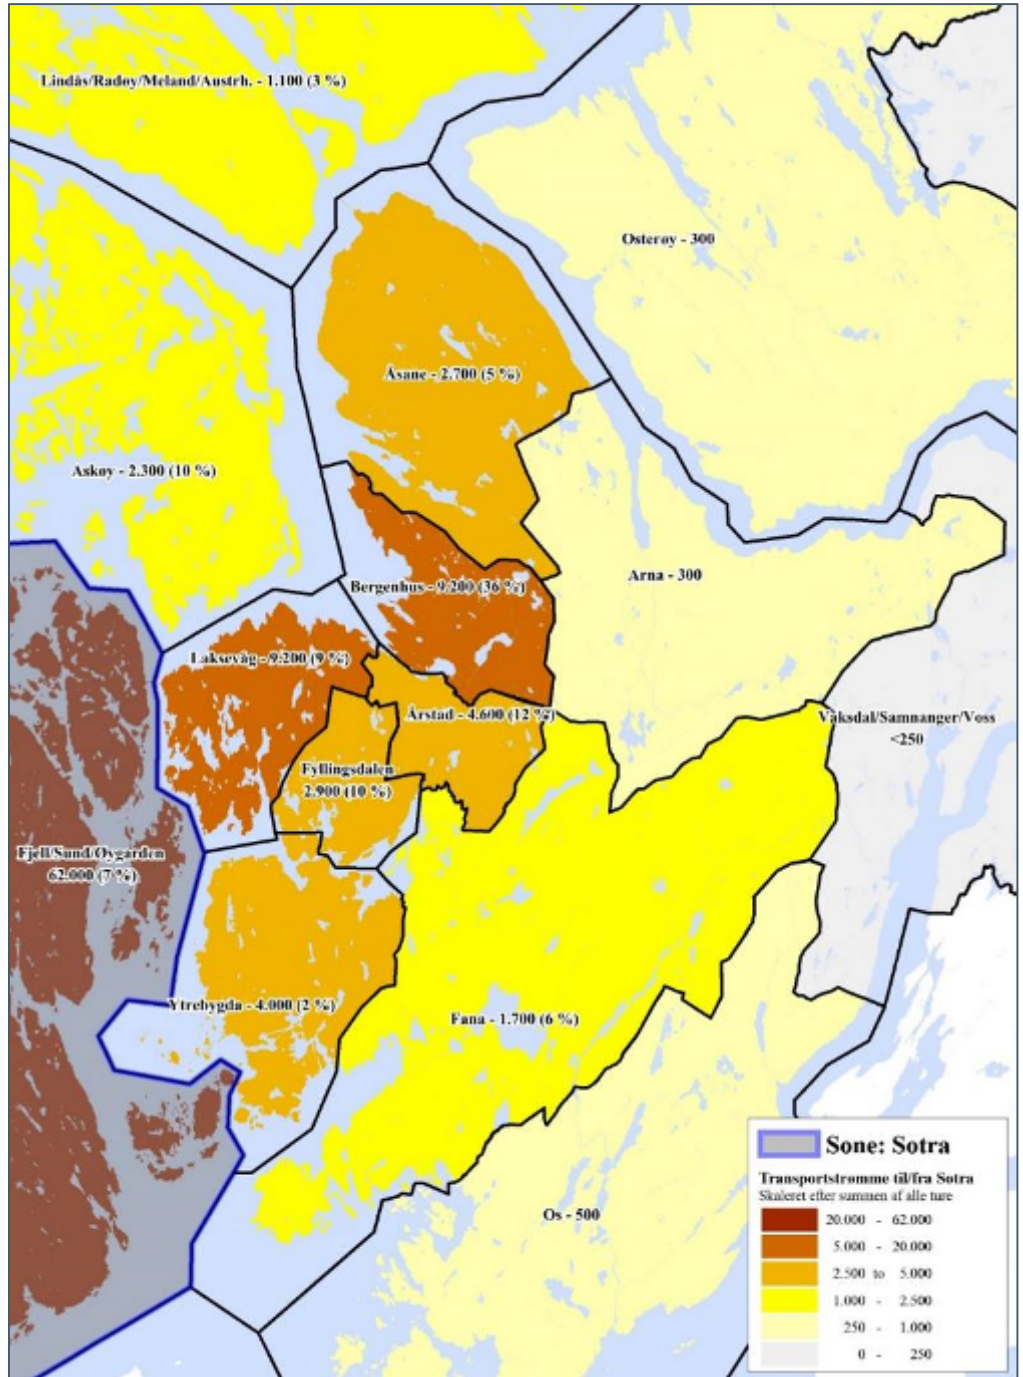 Lindås/Radøy/Meland/Austrh. - 1.100 (3 %)
Osterøy - 300
Åsane - 2.700 (5 %)
Askøy - 2.300 (10 %)
Arna - 300
Bergenhus - 9.200 (36 %)
Laksevåg - 9.200 (9 %)
Årstad - 4.600 (12 %)
Vaksdal/Samnanger/Voss
<250
Fyllingsdalen
2.900 (10 %)
Fjell/Sund/Øygarden
62.000 (7 %)
Ytrebygda - 4.000 (2 %)
Fana - 1.700 (6 %)
Os - 500
Sone: Sotra
Transportstrømme til/fra Sotra
Skaleret efter summen af alle ture
20.000 - 62.000
5.000 - 20.000
2.500 to 5.000
1.000 - 2.500
250 - 1.000
0 - 250